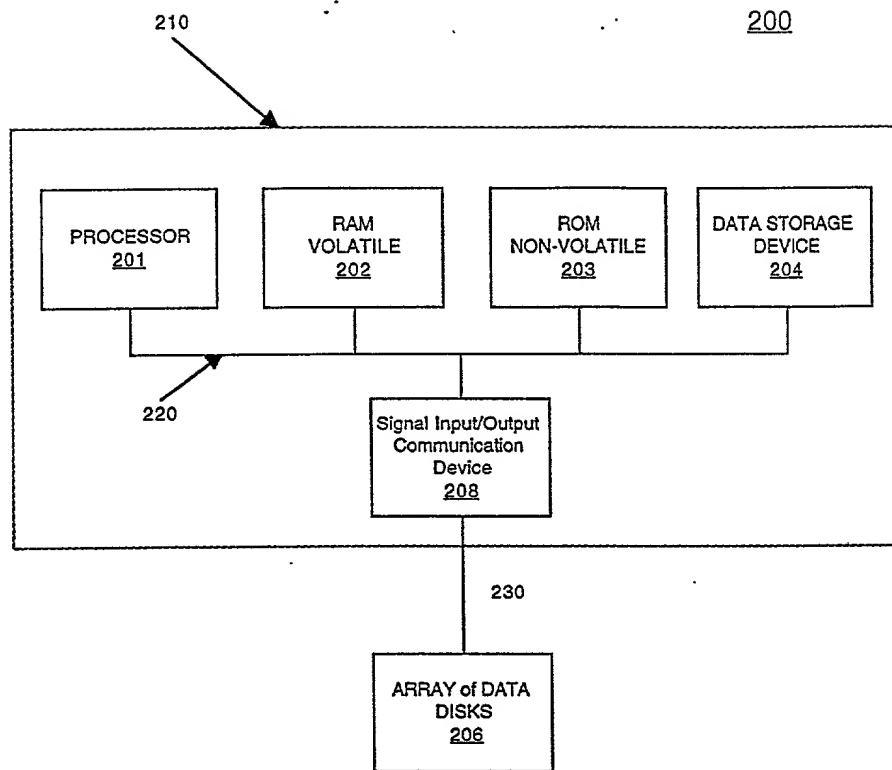 210
200
PROCESSOR
201
RAM
VOLATILE
202
ROM
NON-VOLATILE
203
DATA STORAGE
DEVICE
204
220
Signal Input/Output
Communication
Device
208
230
ARRAY of DATA
DISKS
206